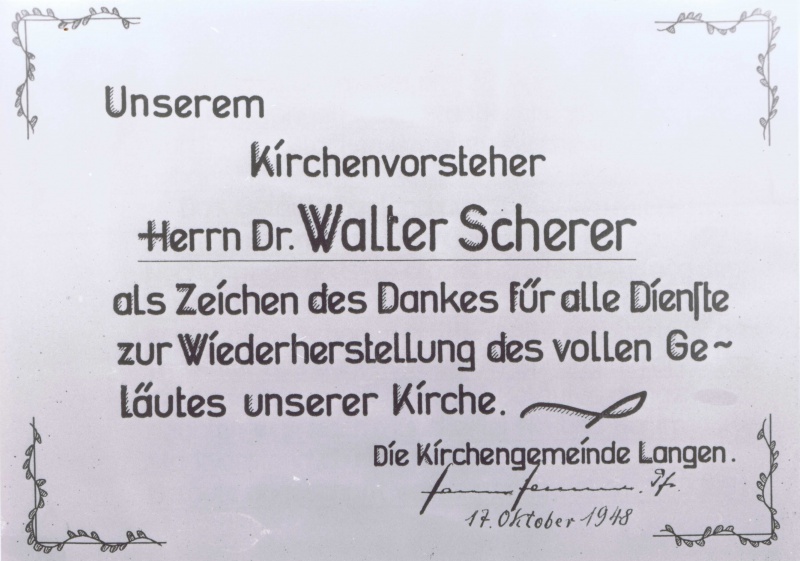 Unserem
Kirchenvorsteher
Herrn Dr. Walter Scherer
als Zeichen des Dankes für alle Dienſte
zur Wiederherstellung des vollen Ge~
läutes unserer Kirche.
Die Kirchengemeinde Langen.
Pfr.
17. Oktober 1948